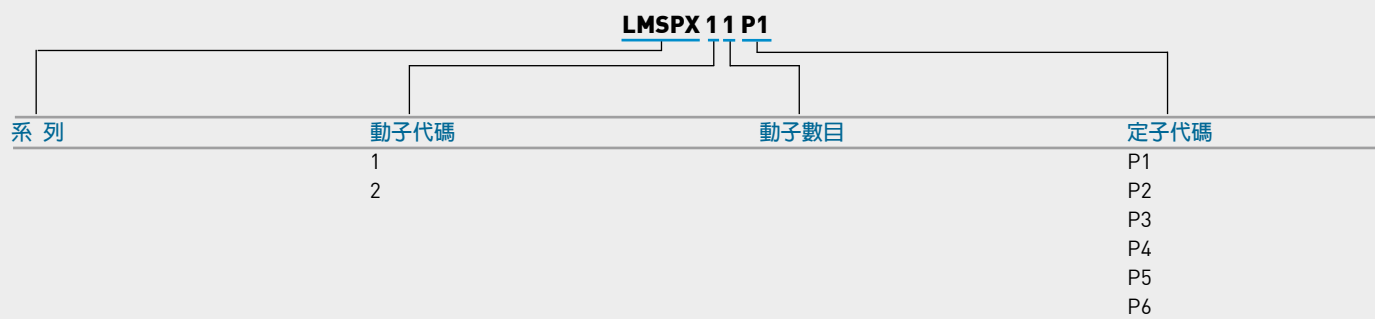 LMSPX 1 1 P1
系 列 動子代碼 動子數目 定子代碼
1 P1
2 P2
P3
P4
P5
P6